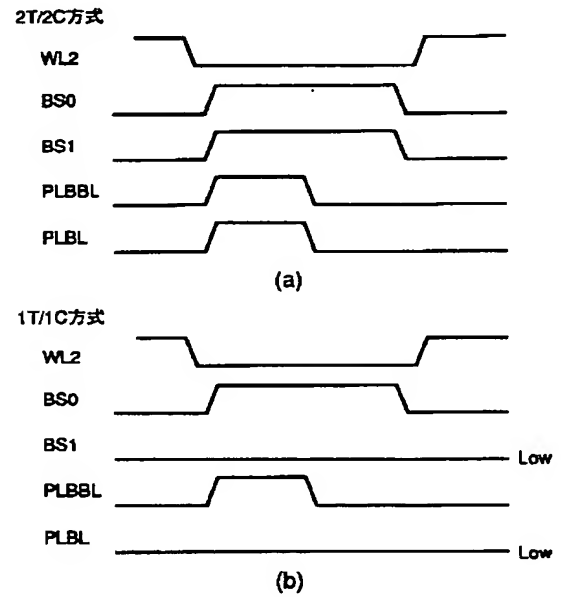 2T/2C方式
WL2
BS0
BS1
PLBBL
PLBL
(a)
1T/1C方式
WL2
BS0
BS1
Low
PLBBL
PLBL
Low
(b)